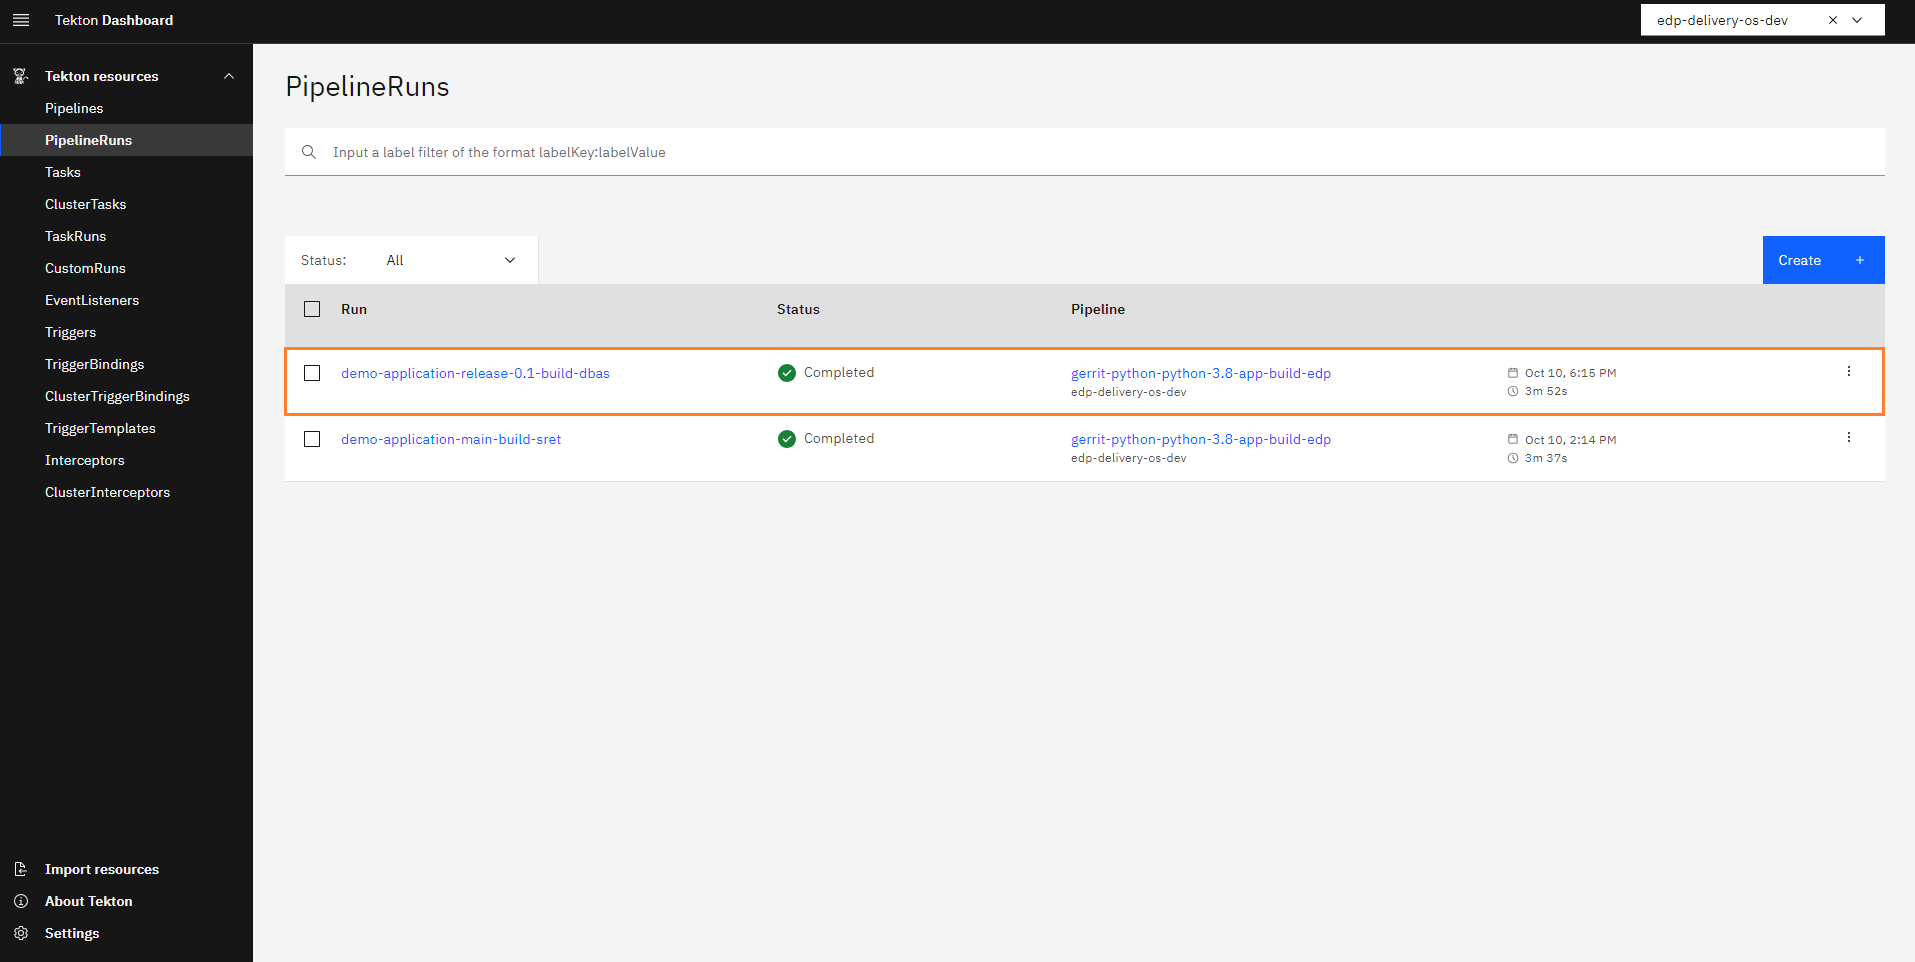 Tekton Dashboard
edp-delivery-os-dev
Tekton resources
Pipelines
PipelineRuns
Tasks
ClusterTasks
TaskRuns
CustomRuns
EventListeners
Triggers
TriggerBindings
ClusterTriggerBindings
TriggerTemplates
Interceptors
ClusterInterceptors
Import resources
About Tekton
Settings
PipelineRuns
Input a label filter of the format labelKey:labelValue
Status: All
Create +
Run Status Pipeline
demo-application-release-0.1-build-dbas Completed gerrit-python-python-3.8-app-build-edp Oct 10, 6:15 PM
edp-delivery-os-dev 3m 52s
demo-application-main-build-sret Completed gerrit-python-python-3.8-app-build-edp Oct 10, 2:14 PM
edp-delivery-os-dev 3m 37s